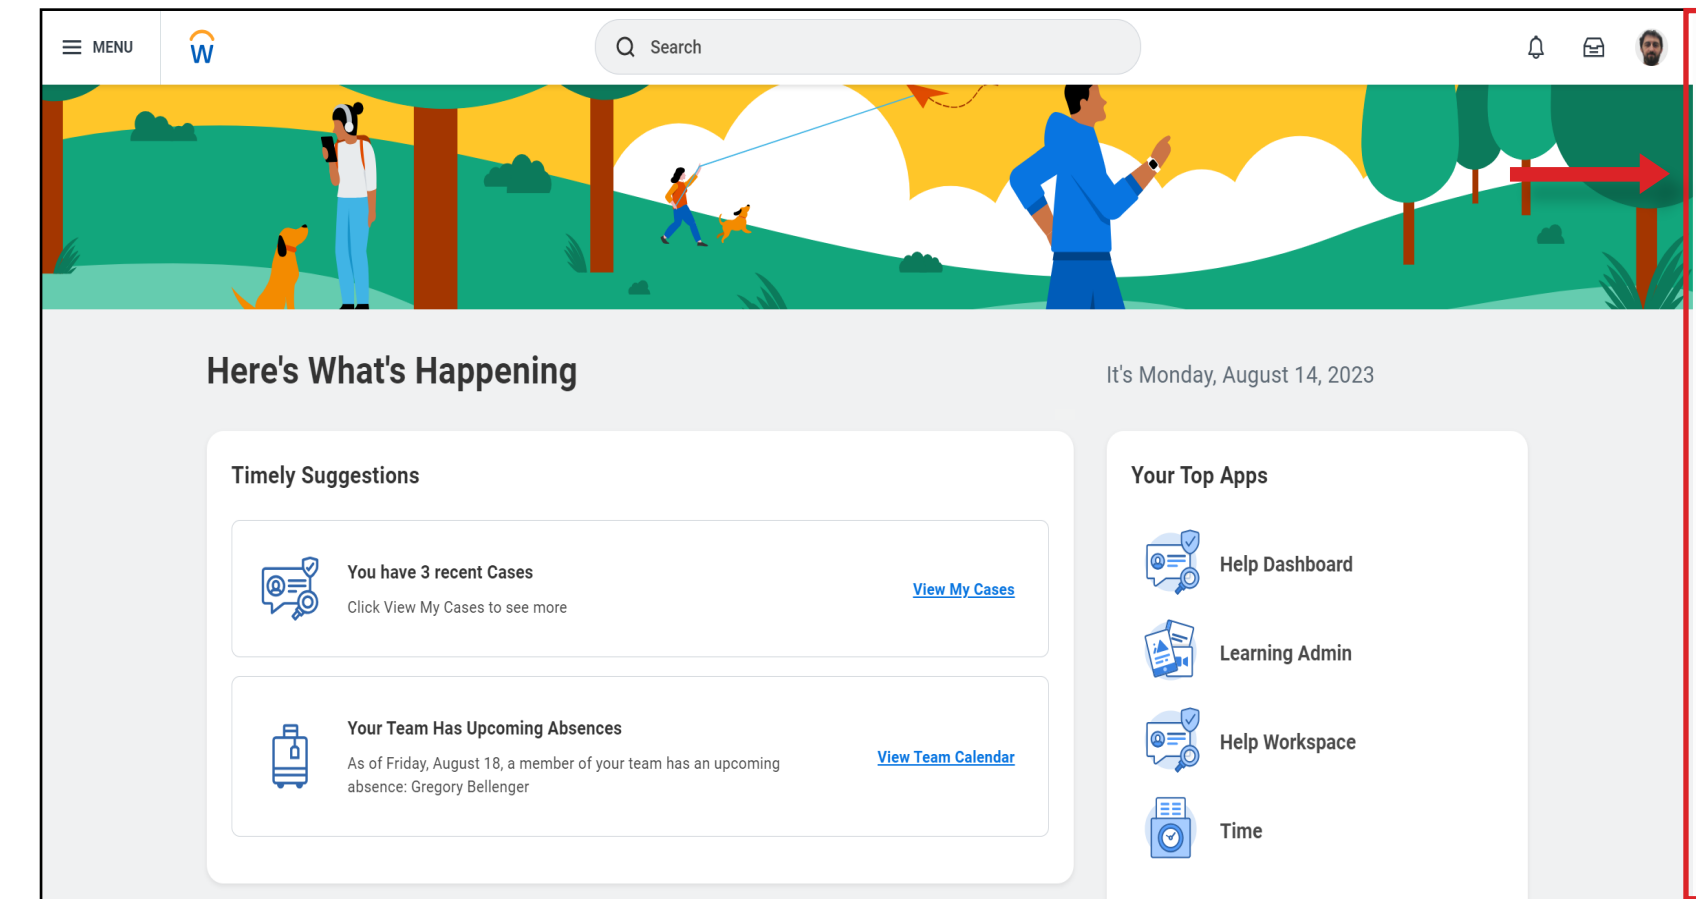 MENU
W
Search
Here's What's Happening
It's Monday, August 14, 2023
Timely Suggestions
You have 3 recent Cases
Click View My Cases to see more
View My Cases
Your Team Has Upcoming Absences
As of Friday, August 18, a member of your team has an upcoming
absence: Gregory Bellenger
View Team Calendar
Your Top Apps
Help Dashboard
Learning Admin
Help Workspace
Time